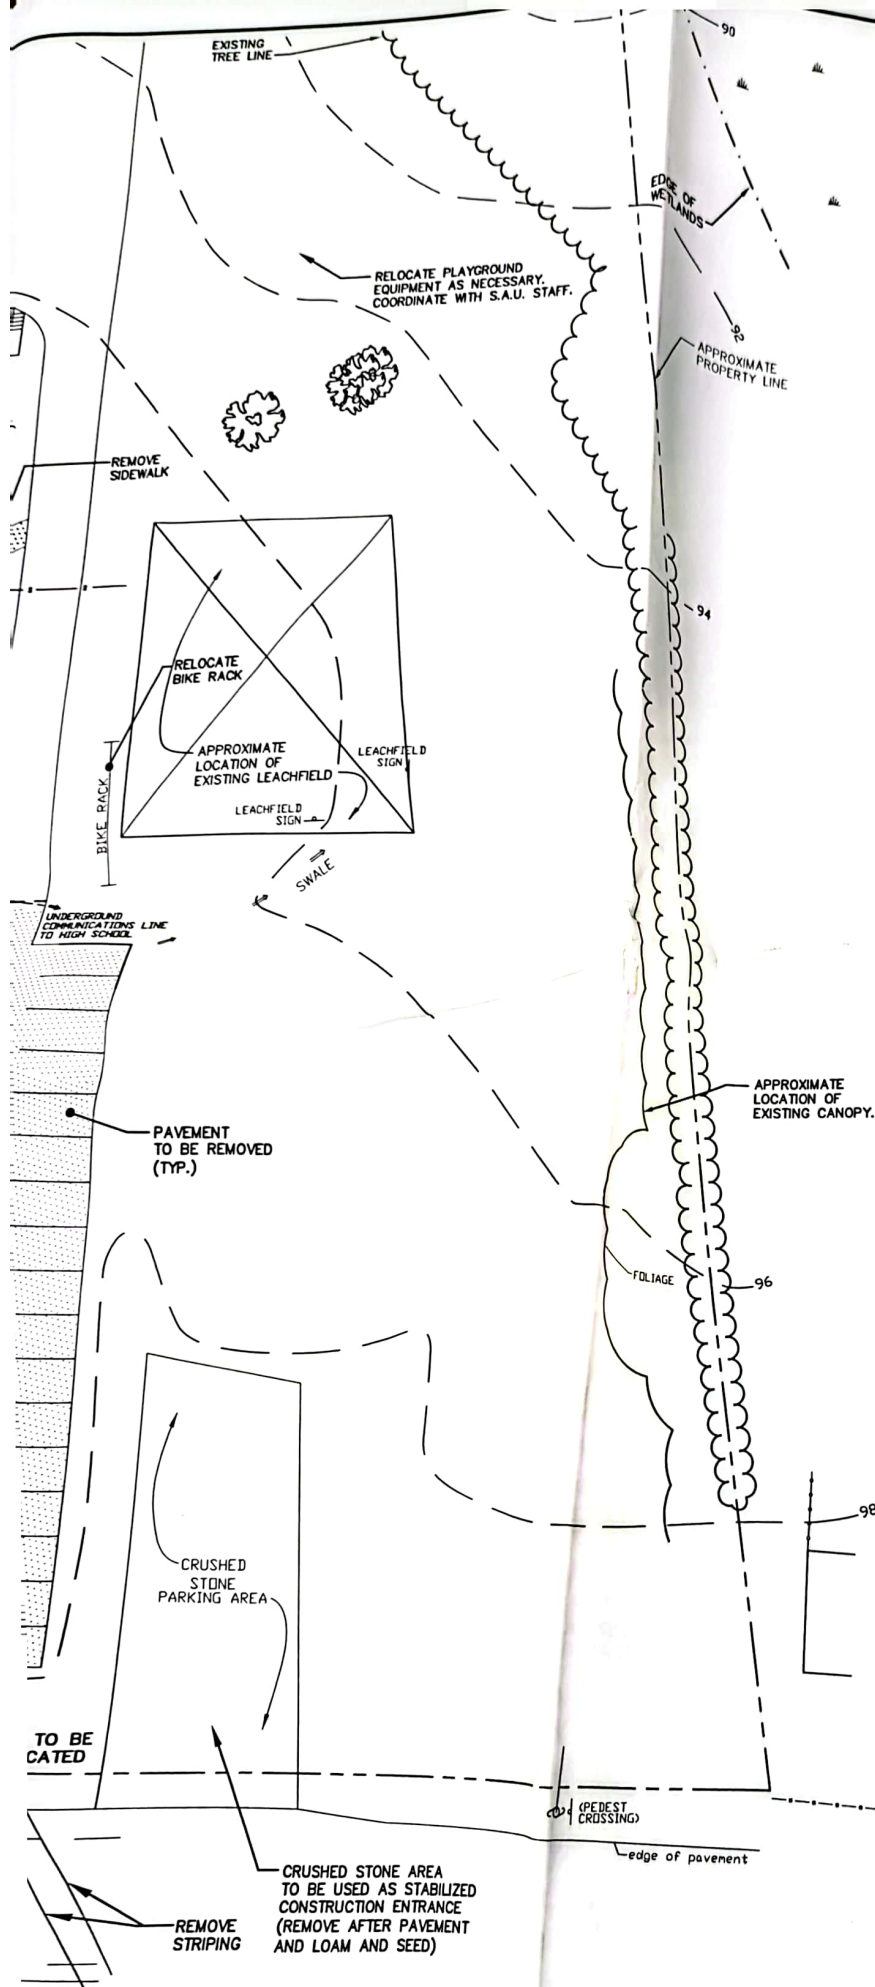 90
EXISTING
TREE LINE
EDGE OF
WETLANDS
RELOCATE PLAYGROUND
EQUIPMENT AS NECESSARY.
COORDINATE WITH S.A.U. STAFF.
92
APPROXIMATE
PROPERTY LINE
REMOVE
SIDEWALK
94
RELOCATE
BIKE RACK
APPROXIMATE
LOCATION OF
EXISTING LEACHFIELD
LEACHFIELD
SIGN
LEACHFIELD
SIGN
BIKE RACK
SWALE
UNDERGROUND
COMMUNICATIONS LINE
TO HIGH SCHOOL
APPROXIMATE
LOCATION OF
EXISTING CANOPY.
PAVEMENT
TO BE REMOVED
(TYP.)
FOLIAGE
96
98
CRUSHED
STONE
PARKING AREA
TO BE
CATED
(PEDEST
CROSSING)
edge of pavement
CRUSHED STONE AREA
TO BE USED AS STABILIZED
CONSTRUCTION ENTRANCE
(REMOVE AFTER PAVEMENT
AND LOAM AND SEED)
REMOVE
STRIPING